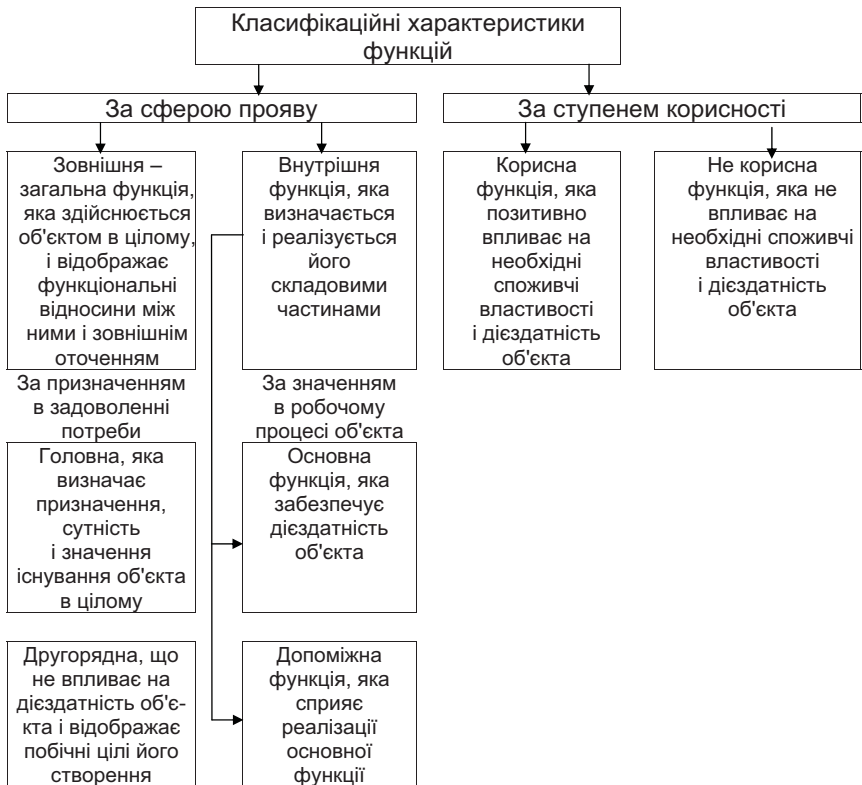 Класифікаційні характеристики
функцій
За сферою прояву
За ступенем корисності
Зовнішня –
загальна функція,
яка здійснюється
об'єктом в цілому,
і відображає
функціональні
відносини між
ними і зовнішнім
оточенням
Внутрішня
функція, яка
визначається
і реалізується
його
складовими
частинами
Корисна
функція, яка
позитивно
впливає на
необхідні
споживчі
властивості
і дієздатність
об'єкта
Не корисна
функція, яка не
впливає на
необхідні споживчі
властивості
і дієздатність
об'єкта
За призначенням
в задоволенні
потреби
За значенням
в робочому
процесі об'єкта
Головна, яка
визначає
призначення,
сутність
і значення
існування об'єкта
в цілому
Основна
функція, яка
забезпечує
дієздатність
об'єкта
Другорядна, що
не впливає на
дієздатність об'є-
кта і відображає
побічні цілі його
створення
Допоміжна
функція, яка
сприяє
реалізації
основної
функції